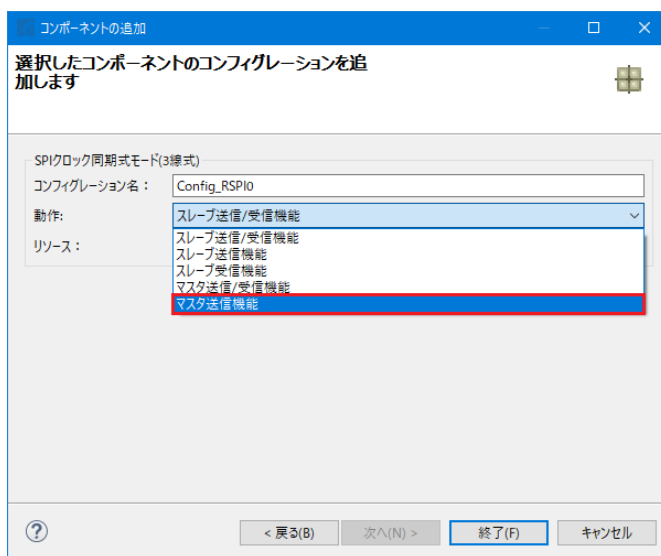 コンポーネントの追加
選択したコンポーネントのコンフィグレーションを追
加します
SPIクロック同期式モード(3線式)
コンフィグレーション名：
Config_RSPI0
動作:
スレーブ送信/受信機能
スレーブ送信/受信機能
スレーブ送信機能
スレーブ受信機能
マスタ送信/受信機能
マスタ送信機能
リソース：
?
< 戻る(B)
次へ(N) >
終了(F)
キャンセル